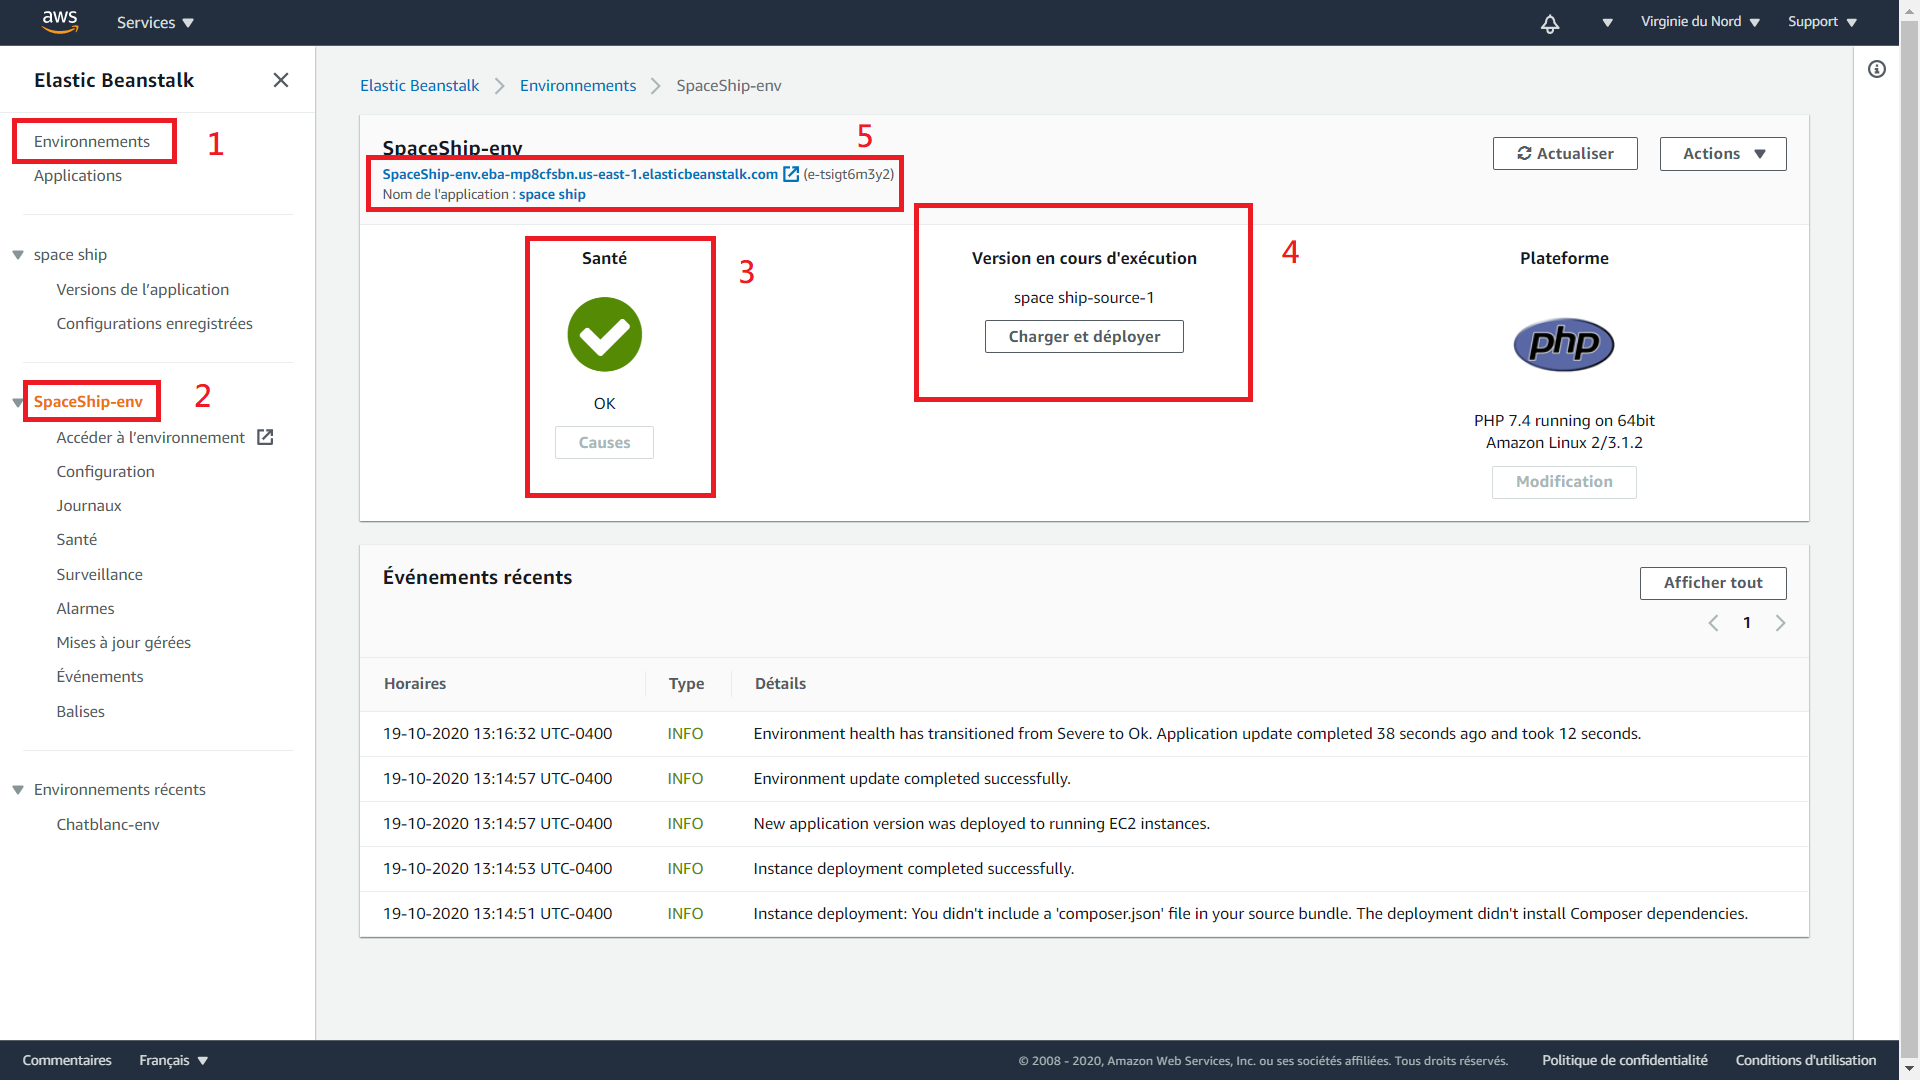 aws
Services
Virginie du Nord
Support
Elastic Beanstalk
Environnements
1
Applications
space ship
Versions de l’application
Configurations enregistrées
SpaceShip-env
2
Accéder à l’environnement
Configuration
Journaux
Santé
Surveillance
Alarmes
Mises à jour gérées
Événements
Balises
Environnements récents
Chatblanc-env
Elastic Beanstalk
Environnements
SpaceShip-env
5
SpaceShip-env
SpaceShip-env.eba-mp8cfsbn.us-east-1.elasticbeanstalk.com (e-tsigt6m3y2)
Nom de l'application : space ship
Actualiser
Actions
Santé
3
OK
Causes
Version en cours d'exécution
4
space ship-source-1
Charger et déployer
Plateforme
php
PHP 7.4 running on 64bit
Amazon Linux 2/3.1.2
Modification
Événements récents
Afficher tout
1
Horaires Type Détails
19-10-2020 13:16:32 UTC-0400 INFO Environment health has transitioned from Severe to Ok. Application update completed 38 seconds ago and took 12 seconds.
19-10-2020 13:14:57 UTC-0400 INFO Environment update completed successfully.
19-10-2020 13:14:57 UTC-0400 INFO New application version was deployed to running EC2 instances.
19-10-2020 13:14:53 UTC-0400 INFO Instance deployment completed successfully.
19-10-2020 13:14:51 UTC-0400 INFO Instance deployment: You didn't include a 'composer.json' file in your source bundle. The deployment didn't install Composer dependencies.
Commentaires
Français
© 2008 - 2020, Amazon Web Services, Inc. ou ses sociétés affiliées. Tous droits réservés.
Politique de confidentialité
Conditions d'utilisation